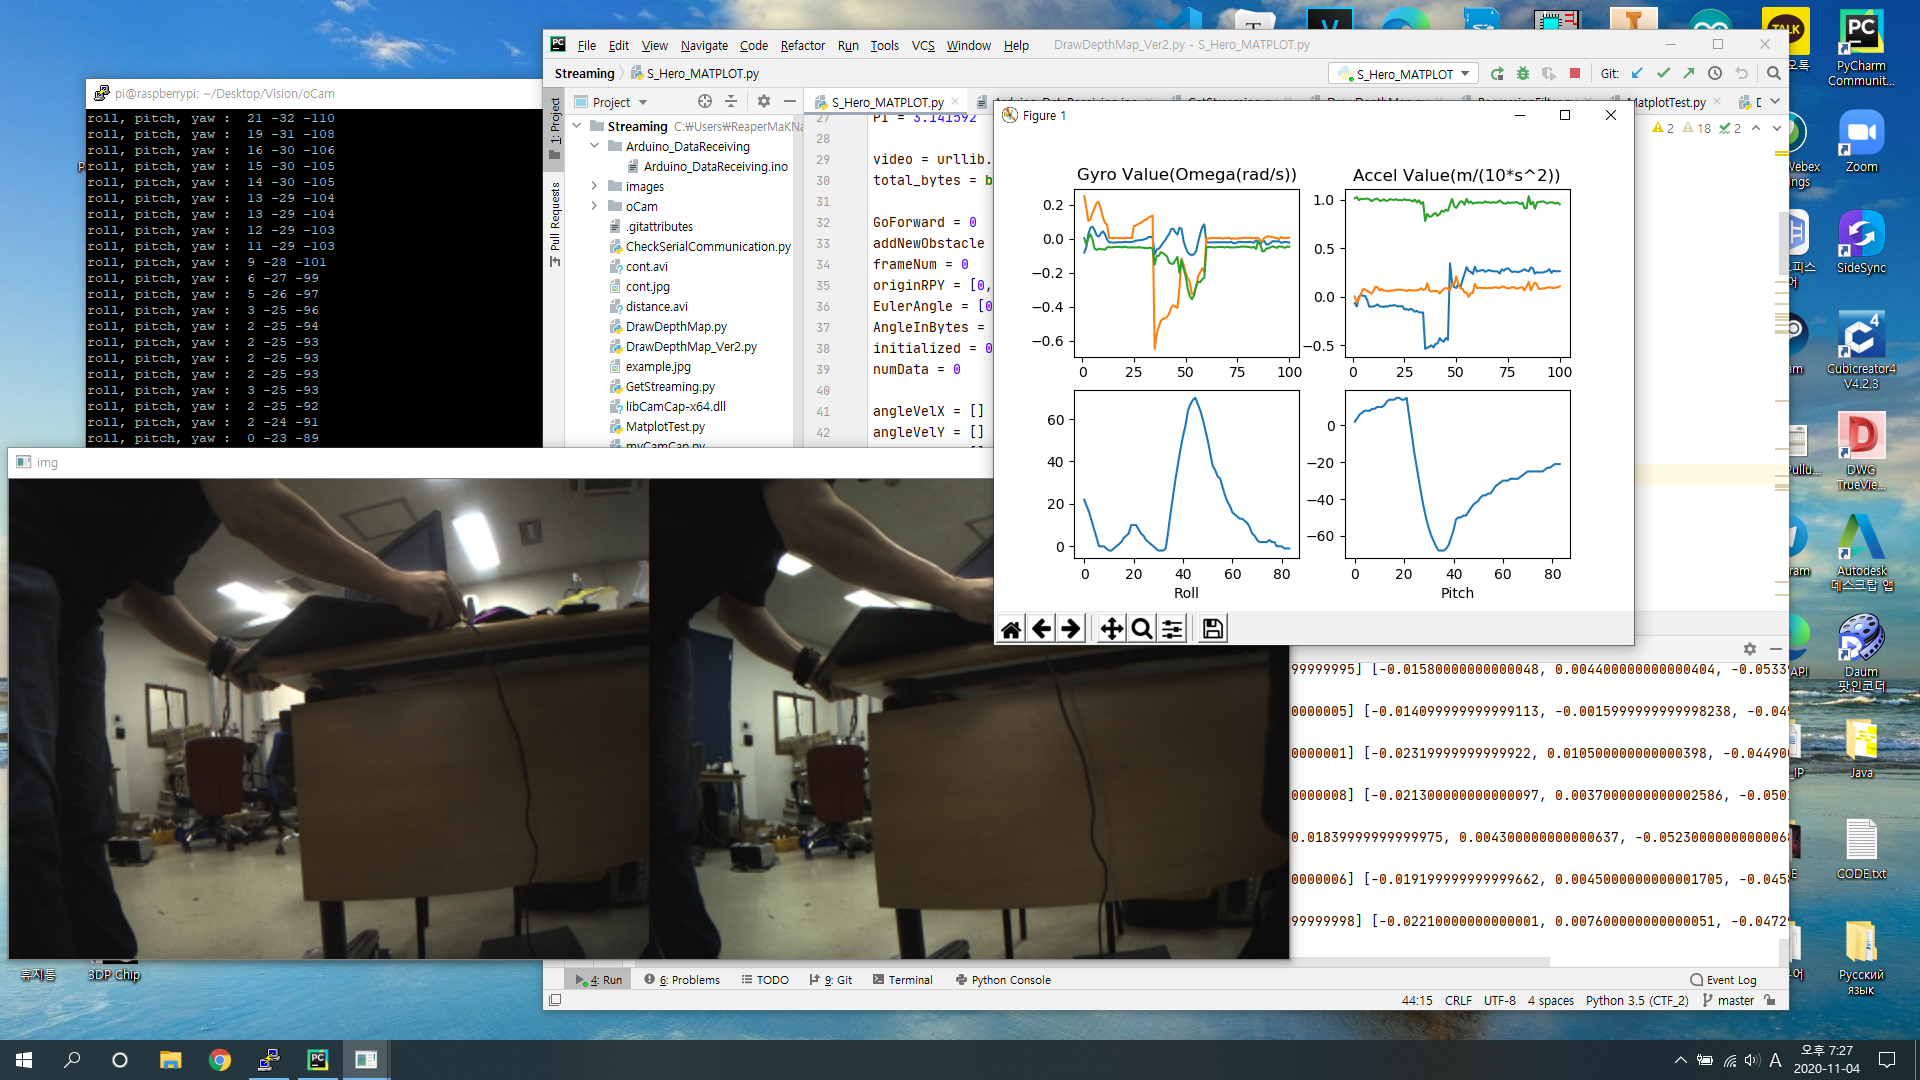 pi@raspberrypi: ~/Desktop/Vision/oCam
roll, pitch, yaw :  21 -32 -110
roll, pitch, yaw :  19 -31 -108
roll, pitch, yaw :  16 -30 -106
roll, pitch, yaw :  15 -30 -105
roll, pitch, yaw :  14 -30 -105
roll, pitch, yaw :  13 -29 -104
roll, pitch, yaw :  13 -29 -104
roll, pitch, yaw :  12 -29 -103
roll, pitch, yaw :  11 -29 -103
roll, pitch, yaw :  9 -28 -101
roll, pitch, yaw :  6 -27 -99
roll, pitch, yaw :  5 -26 -97
roll, pitch, yaw :  3 -25 -96
roll, pitch, yaw :  2 -25 -94
roll, pitch, yaw :  2 -25 -93
roll, pitch, yaw :  2 -25 -93
roll, pitch, yaw :  2 -25 -93
roll, pitch, yaw :  3 -25 -93
roll, pitch, yaw :  2 -25 -92
roll, pitch, yaw :  2 -24 -91
roll, pitch, yaw :  0 -23 -89
File Edit View Navigate Code Refactor Run Tools VCS Window Help DrawDepthMap_Ver2.py - S_Hero_MATPLOT.py
Streaming S_Hero_MATPLOT.py
S_Hero_MATPLOT Git:
1: Project
Pull Requests
Project
Streaming C:₩Users₩ReaperMaKNa
Arduino_DataReceiving
Arduino_DataReceiving.ino
images
oCam
.gitattributes
CheckSerialCommunication.py
cont.avi
cont.jpg
distance.avi
DrawDepthMap.py
DrawDepthMap_Ver2.py
example.jpg
GetStreaming.py
libCamCap-x64.dll
MatplotTest.py
myCamCap.py
S_Hero_MATPLOT.py
MatplotTest.py
2 18 2
27 PI = 3.141592
28
29 video = urllib.
30 total_bytes = b
31
32 GoForward = 0
33 addNewObstacle
34 frameNum = 0
35 originRPY = [0,
36 EulerAngle = [0
37 AngleInBytes =
38 initialized = 0
39 numData = 0
40
41 angleVelX = []
42 angleVelY = []
Figure 1
Gyro Value(Omega(rad/s))
0.2
0.0
−0.2
−0.4
−0.6
0 25 50 75 100
Accel Value(m/(10*s^2))
1.0
0.5
0.0
−0.5
0 25 50 75 100
60
40
20
0
0 20 40 60 80
Roll
0
−20
−40
−60
0 20 40 60 80
Pitch
img
99999995] [-0.01580000000000048, 0.004400000000000404, -0.0533
0000005] [-0.014099999999999113, -0.0015999999999998238, -0.045
0000001] [-0.02319999999999922, 0.010500000000000398, -0.04490
0000008] [-0.021300000000000097, 0.0037000000000002586, -0.050
0.01839999999999975, 0.004300000000000637, -0.0523000000000006
0000006] [-0.019199999999999662, 0.0045000000000001705, -0.0458
99999998] [-0.02210000000000001, 0.007600000000000051, -0.0472
4: Run 6: Problems TODO 9: Git Terminal Python Console Event Log
44:15 CRLF UTF-8 4 spaces Python 3.5 (CTF_2) master
TALK
PyCharm
Communit...
Zoom
SideSync
Cubicreator4
V4.2.3
DWG
TrueVie...
Autodesk
데스크탑 앱
Daum
팟인코더
Java
CODE.txt
Русский
язык
휴지통
3DP Chip
A
오후 7:27
2020-11-04